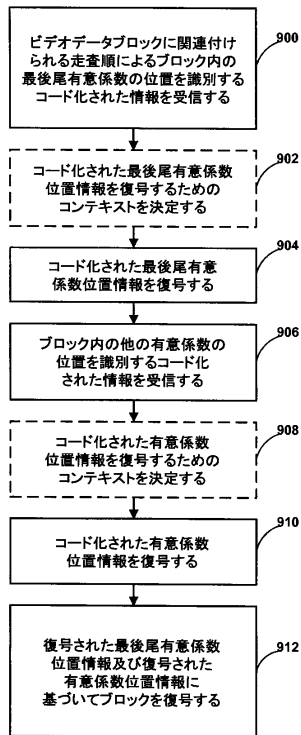 ビデオデータブロックに関連付け
られる走査順によるブロック内の
最後尾有意係数の位置を識別する
コード化された情報を受信する
900
コード化された最後尾有意係数
位置情報を復号するための
コンテキストを決定する
902
コード化された最後尾有意
係数位置情報を復号する
904
ブロック内の他の有意係数の
位置を識別するコード化
された情報を受信する
906
コード化された有意係数
位置情報を復号するための
コンテキストを決定する
908
コード化された有意係数
位置情報を復号する
910
復号された最後尾有意係数
位置情報及び復号された
有意係数位置情報に
基づいてブロックを復号する
912